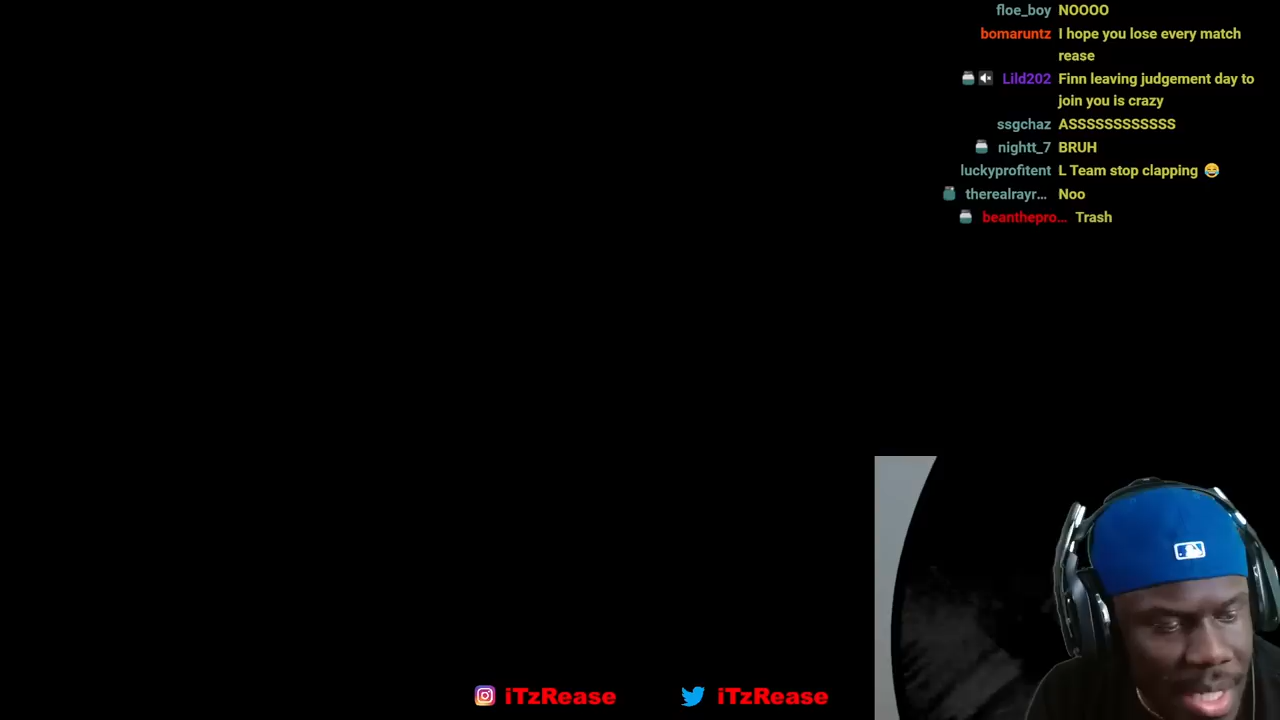 floe_boy NOOOO
bomaruntz I hope you lose every match
rease
Lild202 Finn leaving judgement day to
join you is crazy
ssgchaz ASSSSSSSSSSSS
nightt_7 BRUH
luckyprofitent L Team stop clapping 😂
therealrayr... Noo
beanthepro... Trash
iTzRease iTzRease